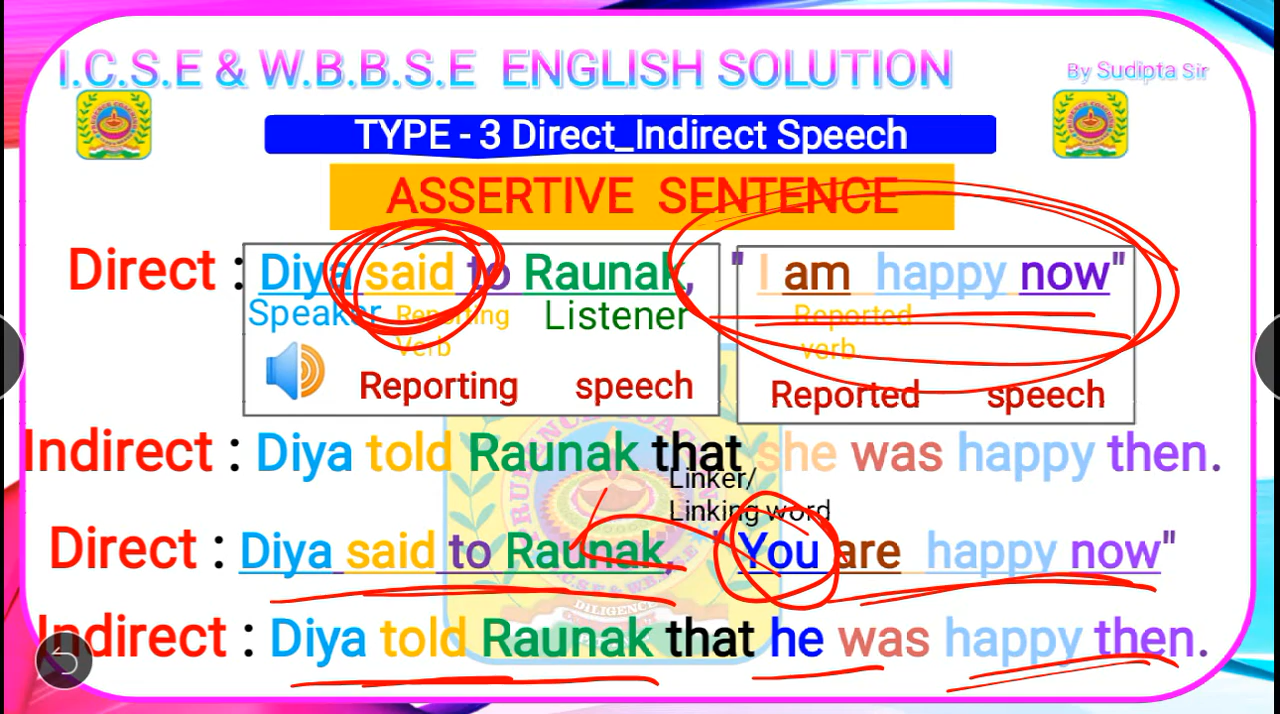 I.C.S.E & W.B.B.S.E ENGLISH SOLUTION
By Sudipta Sir
TYPE - 3 Direct_Indirect Speech
ASSERTIVE SENTENCE
Direct : Diya said to Raunak, " I am happy now"
Speaker Reporting Listener Reported
Verb verb
Reporting speech Reported speech
Indirect : Diya told Raunak that she was happy then.
Linker/
Linking word
Direct : Diya said to Raunak, " You are happy now"
DILIGENCE
Indirect : Diya told Raunak that he was happy then.